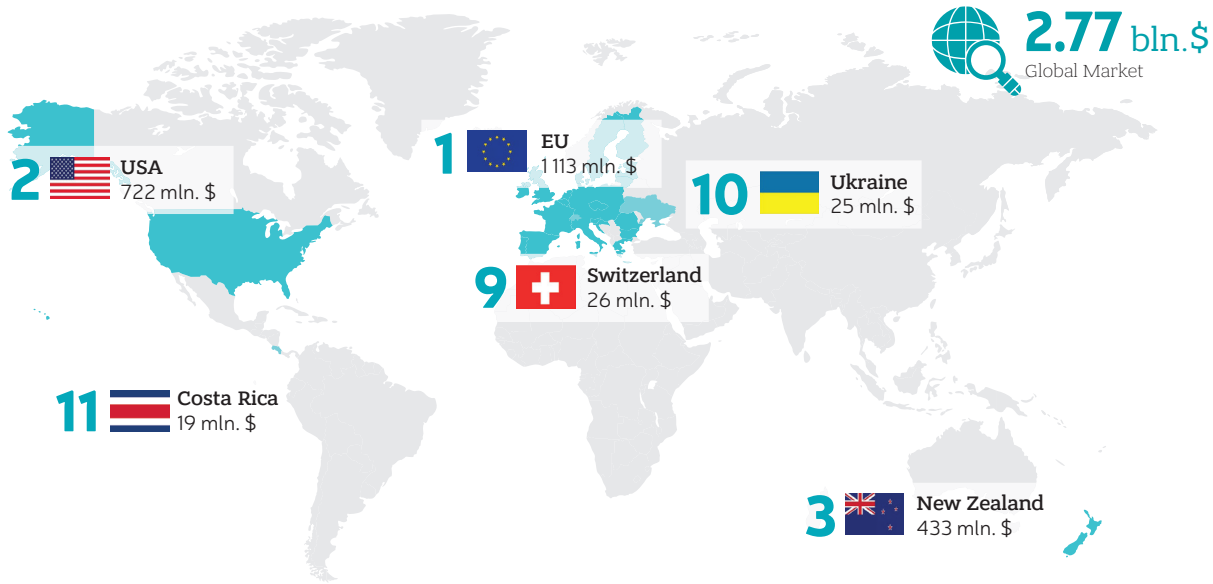 2.77 bln.$
Global Market
1
EU
1 113 mln. $
2
USA
722 mln. $
10
Ukraine
25 mln. $
9
Switzerland
26 mln. $
11
Costa Rica
19 mln. $
3
New Zealand
433 mln. $